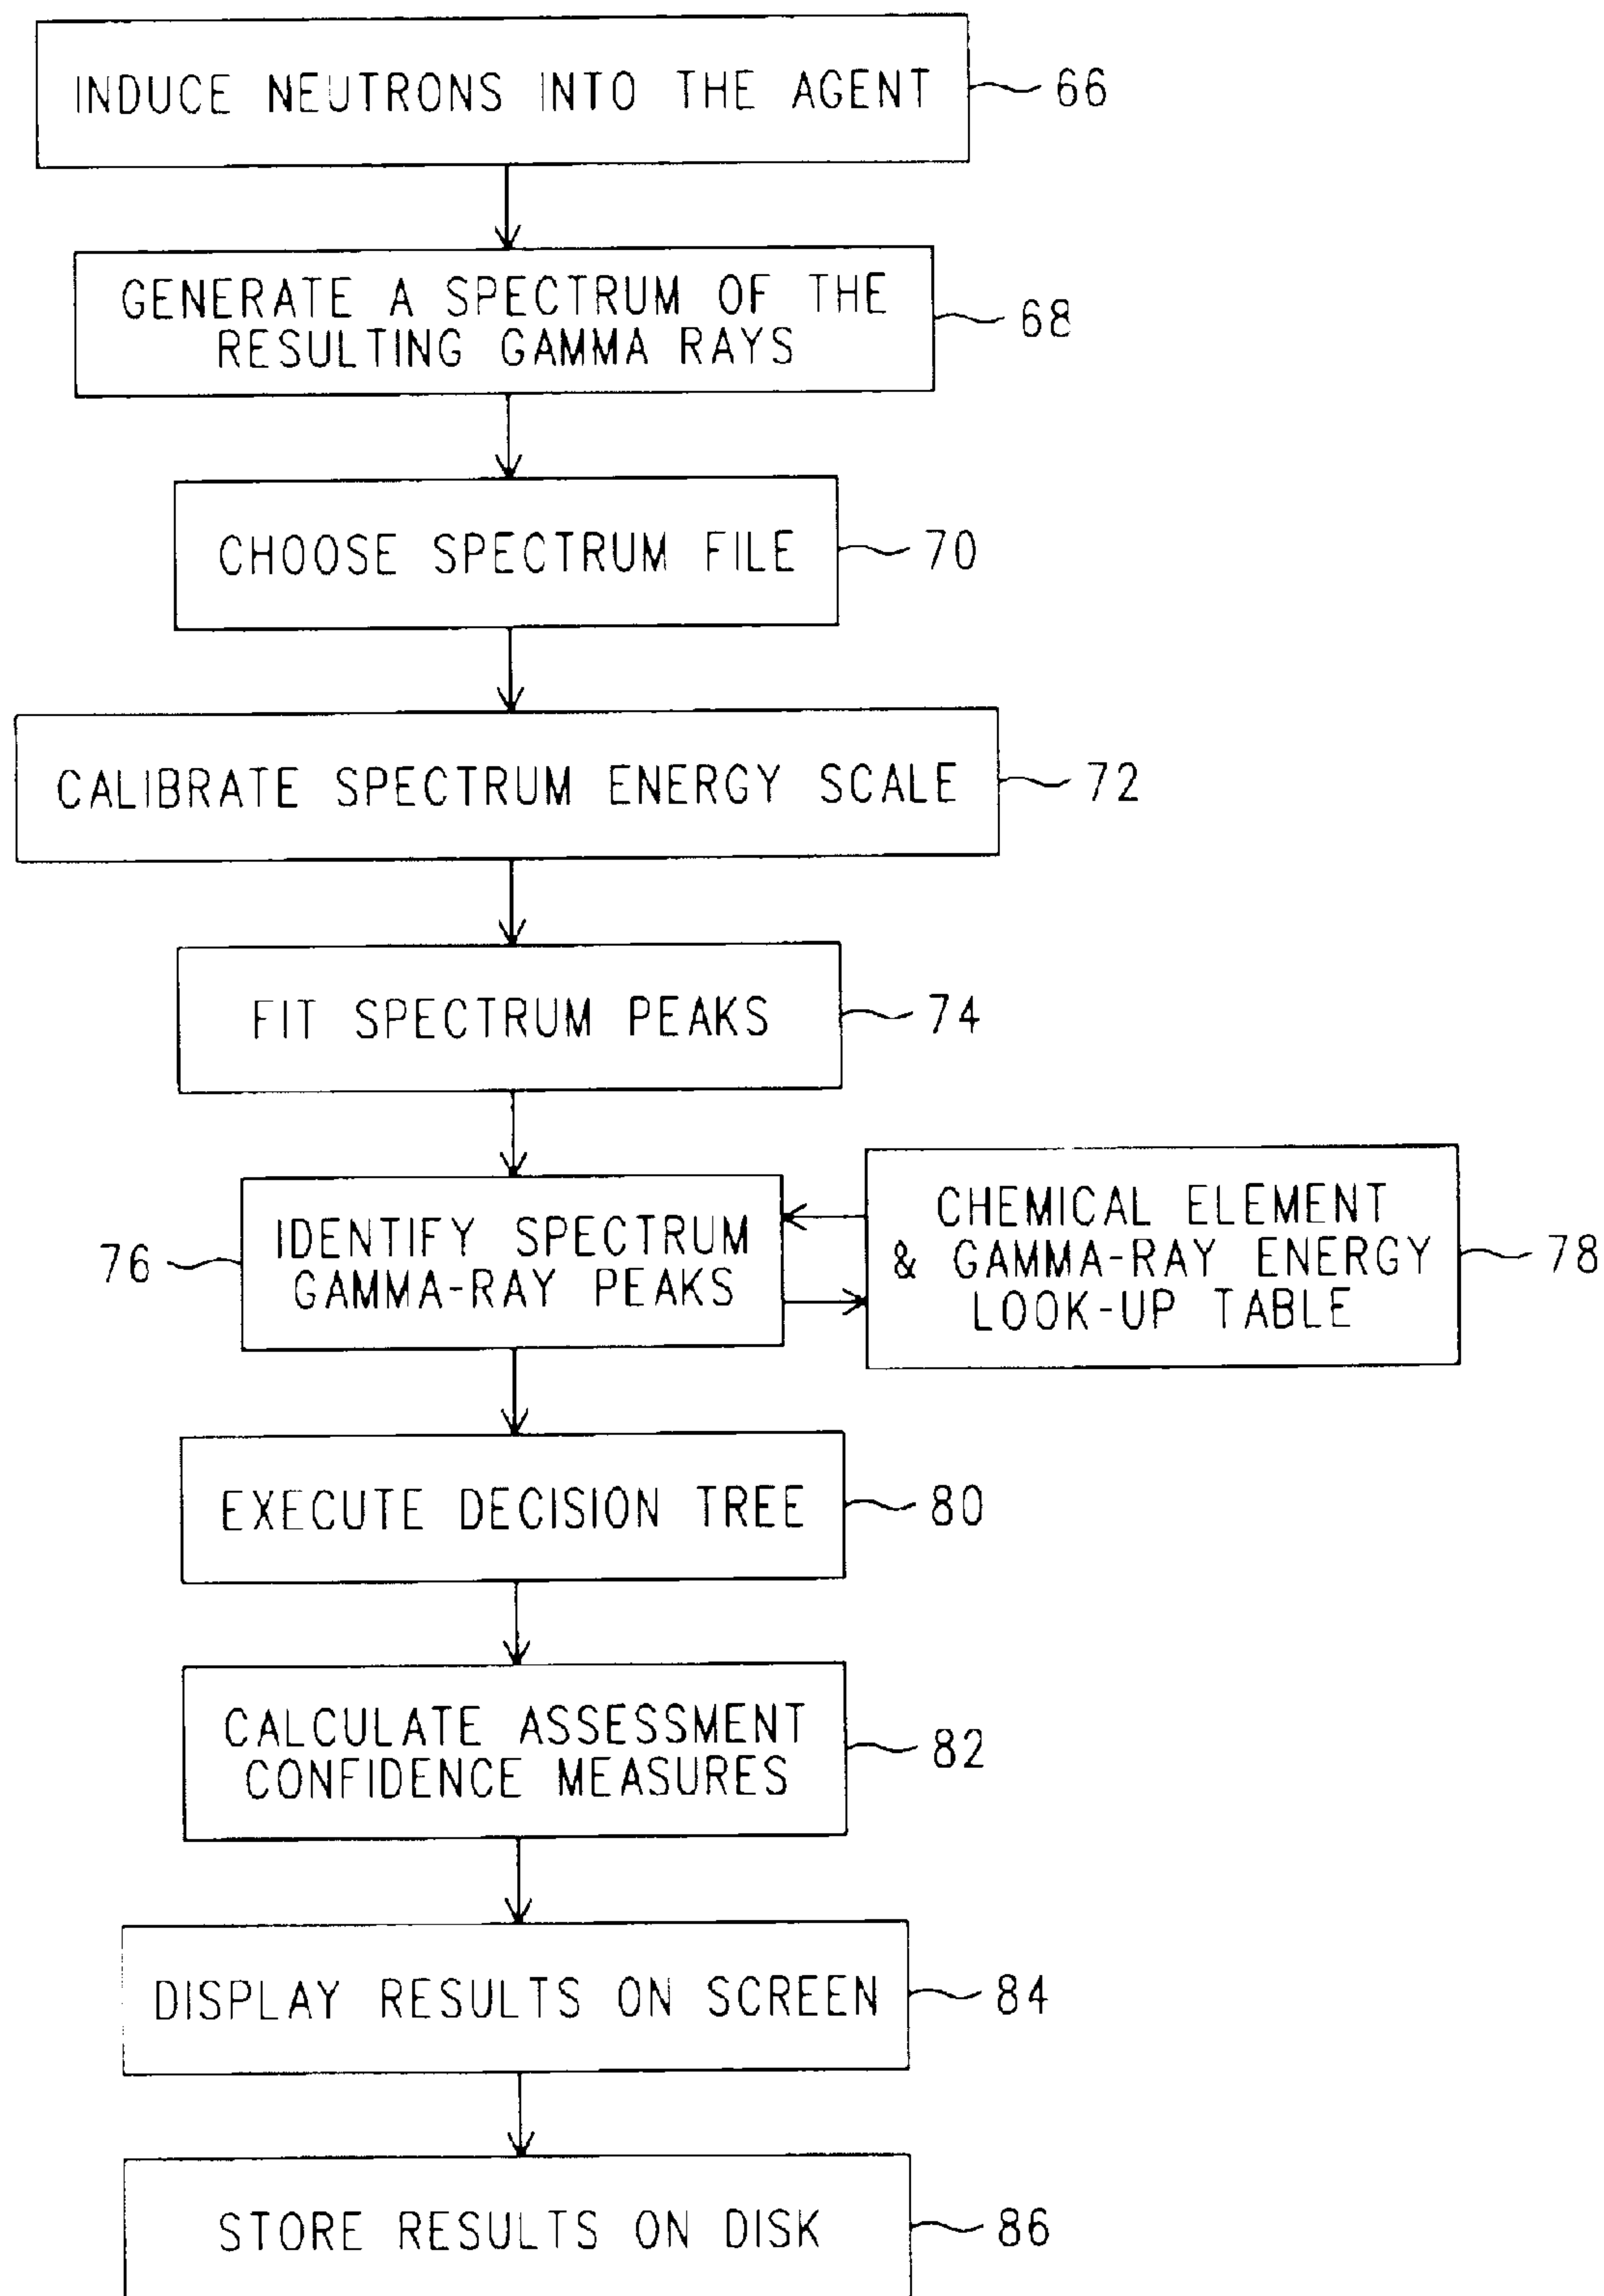 INDUCE NEUTRONS INTO THE AGENT
66
GENERATE A SPECTRUM OF THE
RESULTING GAMMA RAYS
68
CHOOSE SPECTRUM FILE
70
CALIBRATE SPECTRUM ENERGY SCALE
72
FIT SPECTRUM PEAKS
74
76
IDENTIFY SPECTRUM
GAMMA-RAY PEAKS
CHEMICAL ELEMENT
& GAMMA-RAY ENERGY
LOOK-UP TABLE
78
EXECUTE DECISION TREE
80
CALCULATE ASSESSMENT
CONFIDENCE MEASURES
82
DISPLAY RESULTS ON SCREEN
84
STORE RESULTS ON DISK
86